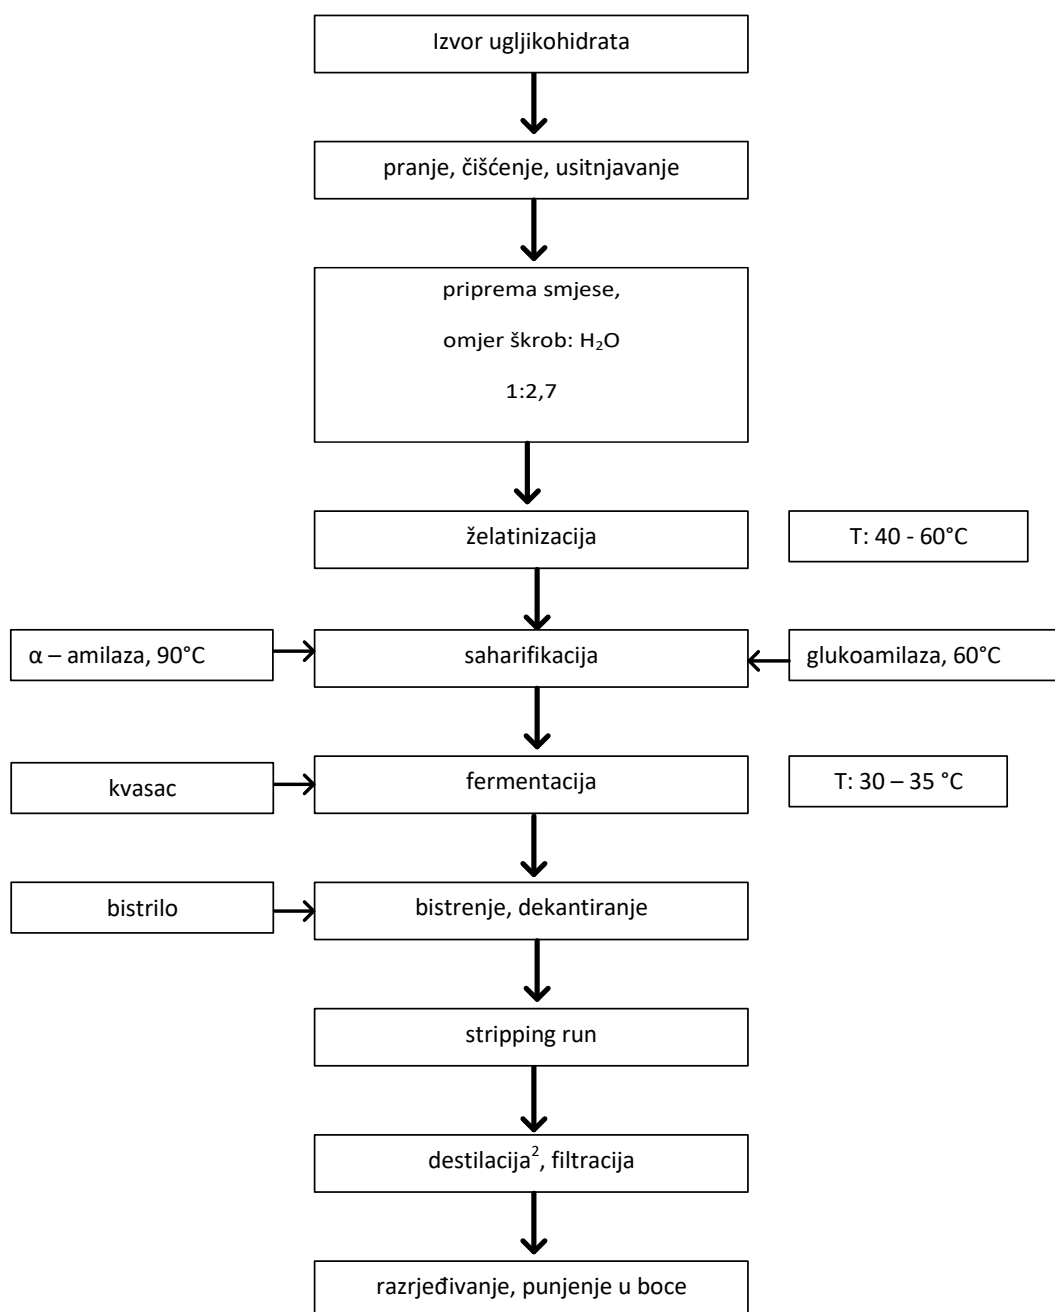 Izvor ugljikohidrata
pranje, čišćenje, usitnjavanje
priprema smjese,
omjer škrob: H₂O
1:2,7
želatinizacija
T: 40 - 60°C
α – amilaza, 90°C
saharifikacija
glukoamilaza, 60°C
kvasac
fermentacija
T: 30 – 35 °C
bistrilo
bistrenje, dekantiranje
stripping run
destilacija², filtracija
razrjeđivanje, punjenje u boce